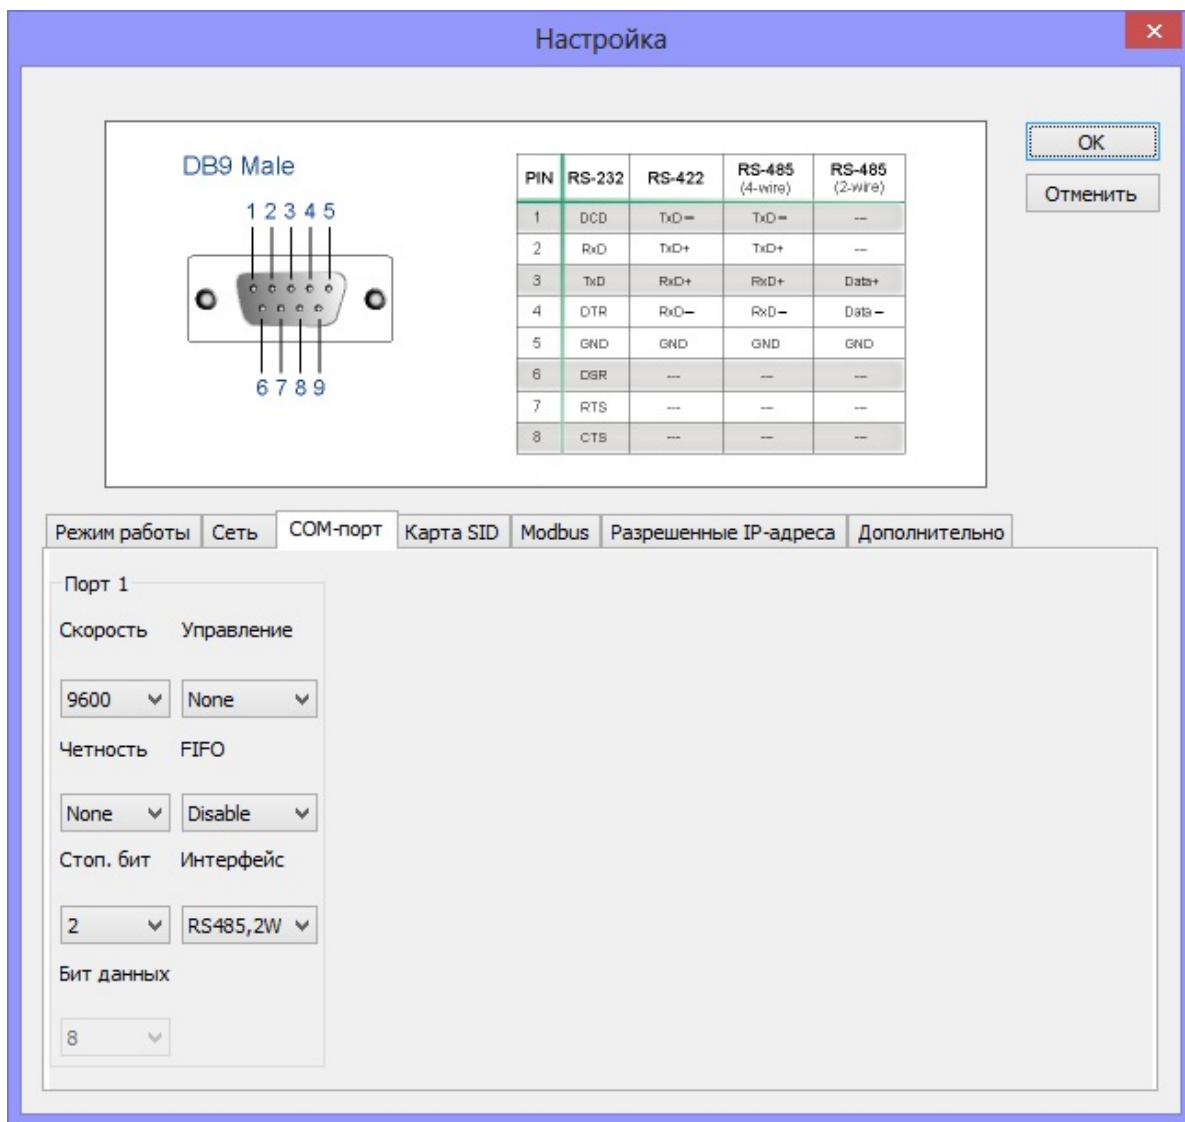 Настройка
DB9 Male
1 2 3 4 5
6 7 8 9
PIN RS-232 RS-422 RS-485 (4-wire) RS-485 (2-wire)
1 DCD TxD− TxD− ---
2 RxD TxD+ TxD+ ---
3 TxD RxD+ RxD+ Data+
4 DTR RxD− RxD− Data −
5 GND GND GND GND
6 DSR --- --- ---
7 RTS --- --- ---
8 CTS --- --- ---
OK
Отменить
Режим работы Сеть COM-порт Карта SID Modbus Разрешенные IP-адреса Дополнительно
Порт 1
Скорость Управление
9600 None
Четность FIFO
None Disable
Стоп. бит Интерфейс
2 RS485,2W
Бит данных
8